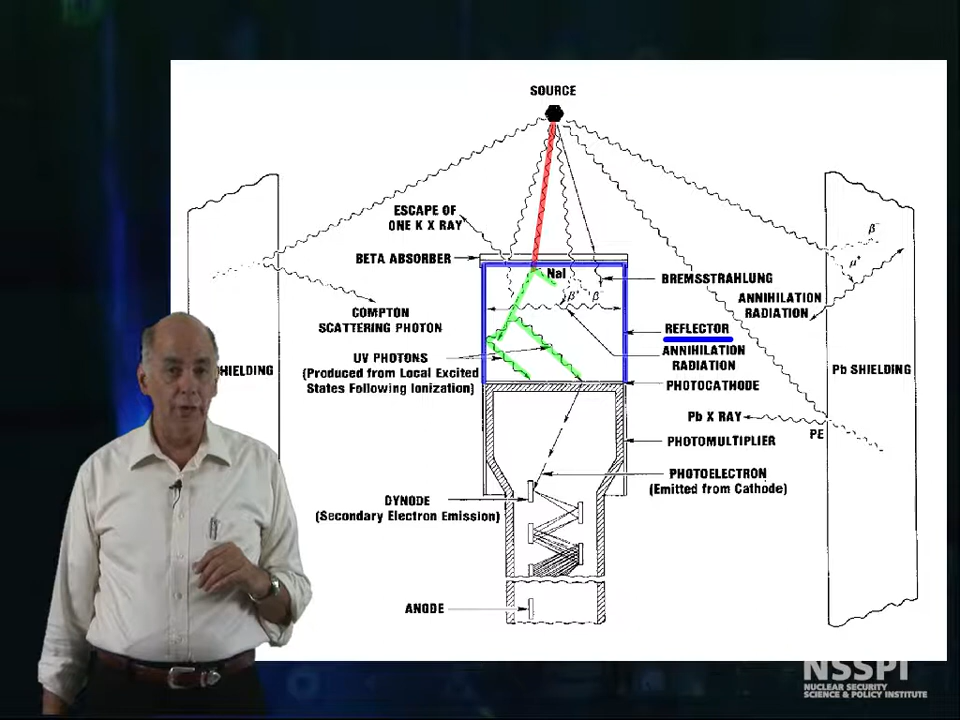 SOURCE
ESCAPE OF
ONE K X RAY
BETA ABSORBER
NaI
BREMSSTRAHLUNG
β⁺ β⁻
β⁻
ANNIHILATION
RADIATION
COMPTON
SCATTERING PHOTON
REFLECTOR
ANNIHILATION
RADIATION
UV PHOTONS
(Produced from Local Excited
States Following Ionization)
HIELDING
Pb SHIELDING
PHOTOCATHODE
Pb X RAY
PE
PHOTOMULTIPLIER
PHOTOELECTRON
(Emitted from Cathode)
DYNODE
(Secondary Electron Emission)
ANODE
NSSPI
NUCLEAR SECURITY
SCIENCE & POLICY INSTITUTE